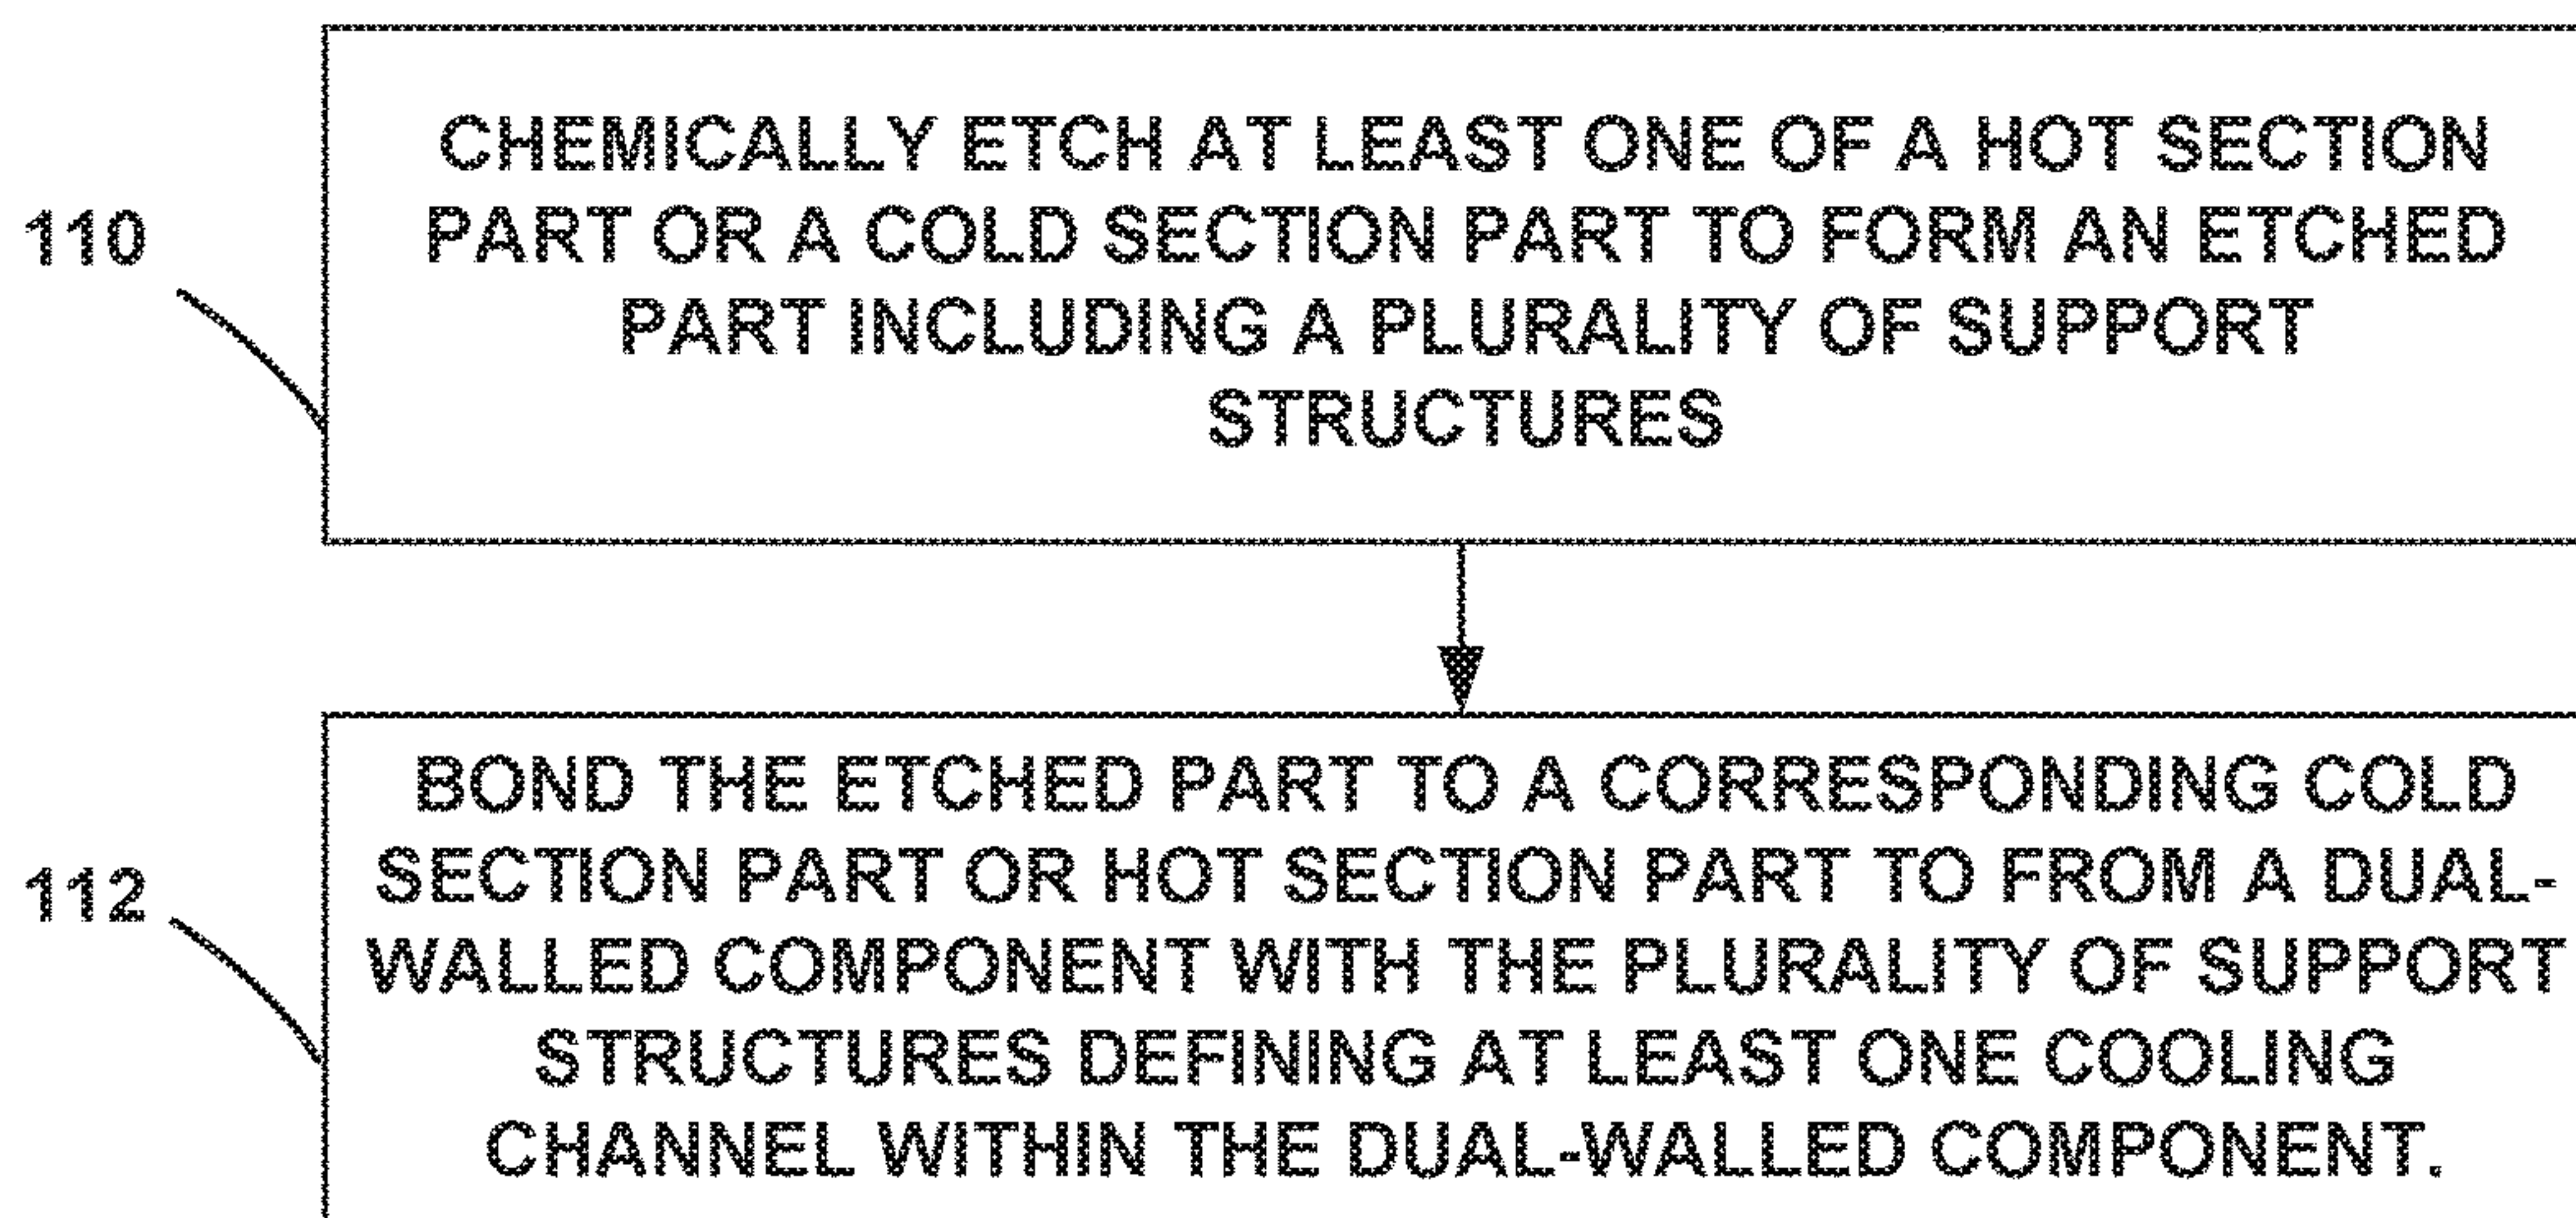 110
CHEMICALLY ETCH AT LEAST ONE OF A HOT SECTION
PART OR A COLD SECTION PART TO FORM AN ETCHED
PART INCLUDING A PLURALITY OF SUPPORT
STRUCTURES
112
BOND THE ETCHED PART TO A CORRESPONDING COLD
SECTION PART OR HOT SECTION PART TO FROM A DUAL-
WALLED COMPONENT WITH THE PLURALITY OF SUPPORT
STRUCTURES DEFINING AT LEAST ONE COOLING
CHANNEL WITHIN THE DUAL-WALLED COMPONENT.